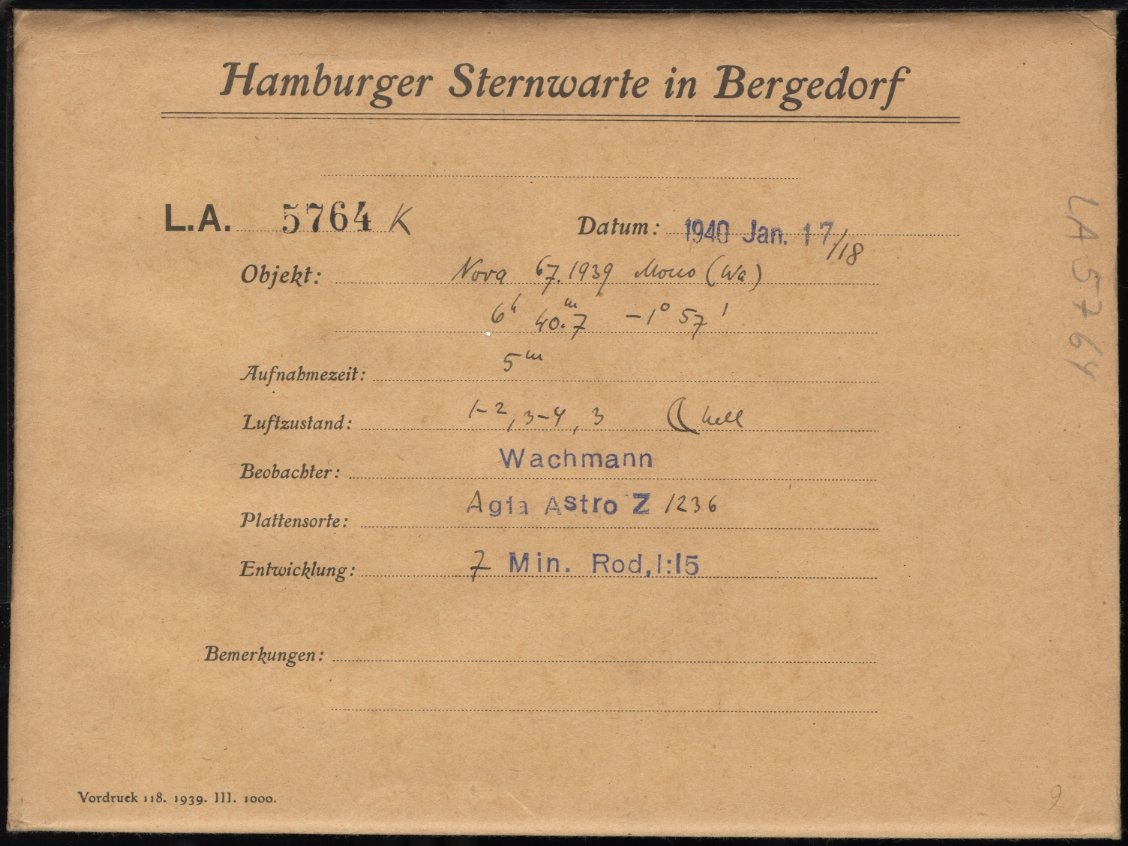 Hamburger Sternwarte in Bergedorf
L.A. 5764 K Datum: 1940 Jan. 17/18
Objekt: Nova 67.1939 Mono (Wa)
6h 40.m7 -1° 57'
Aufnahmezeit: 5m
Luftzustand: 1-2, 3-4, 3 hell
Beobachter: Wachmann
Plattensorte: Agfa Astro Z 1236
Entwicklung: 7 Min. Rod, 1:15
Bemerkungen:
Vordruck 118. 1939. III. 1000.
9
LA 5764